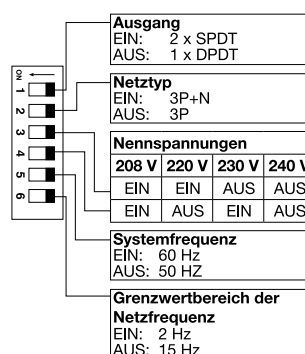 ON
1
2
3
4
5
6
Ausgang
EIN: 2 x SPDT
AUS: 1 x DPDT
Netztyp
EIN: 3P+N
AUS: 3P
Nennspannungen
208 V 220 V 230 V 240 V
EIN EIN AUS AUS
EIN AUS EIN AUS
Systemfrequenz
EIN: 60 Hz
AUS: 50 HZ
Grenzwertbereich der
Netzfrequenz
EIN: 2 Hz
AUS: 15 Hz